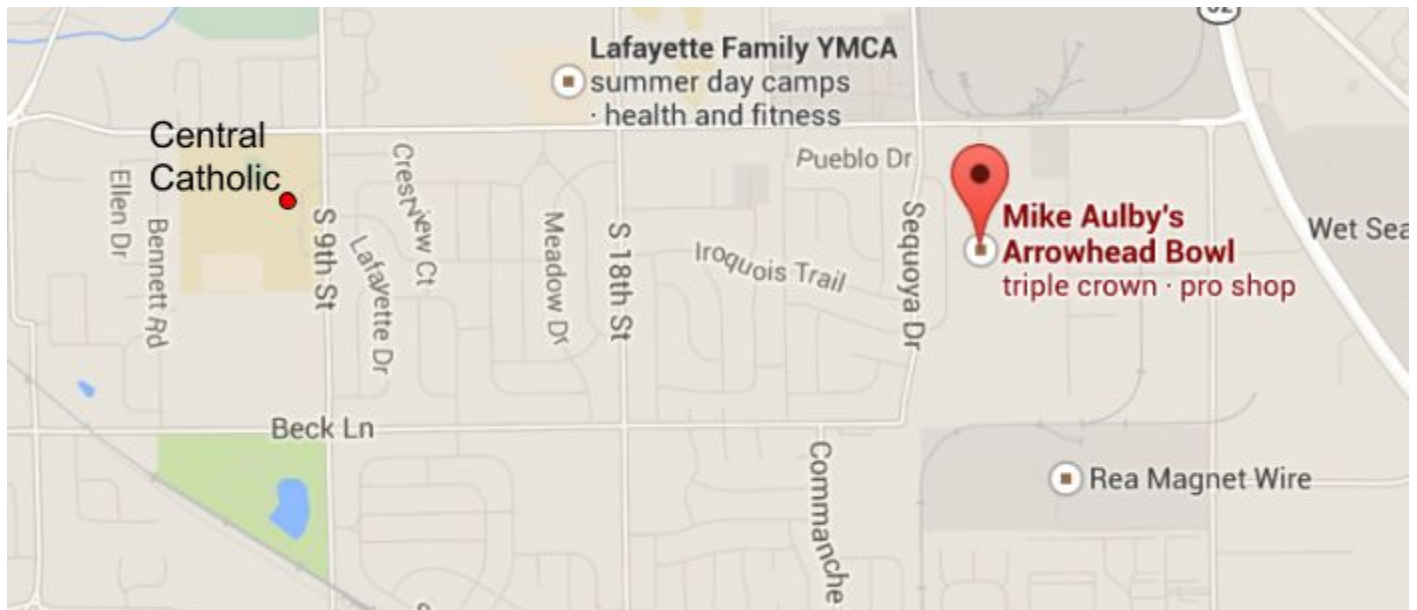 Lafayette Family YMCA
summer day camps
· health and fitness
Central
Catholic
Pueblo Dr
Crestview Ct
Ellen Dr
Bennett Rd
S 9th St
Lafayette Dr
Meadow Dr
S 18th St
Iroquois Trail
Sequoya Dr
Mike Aulby's
Arrowhead Bowl
triple crown · pro shop
Wet Sea
Beck Ln
Commanche
Rea Magnet Wire